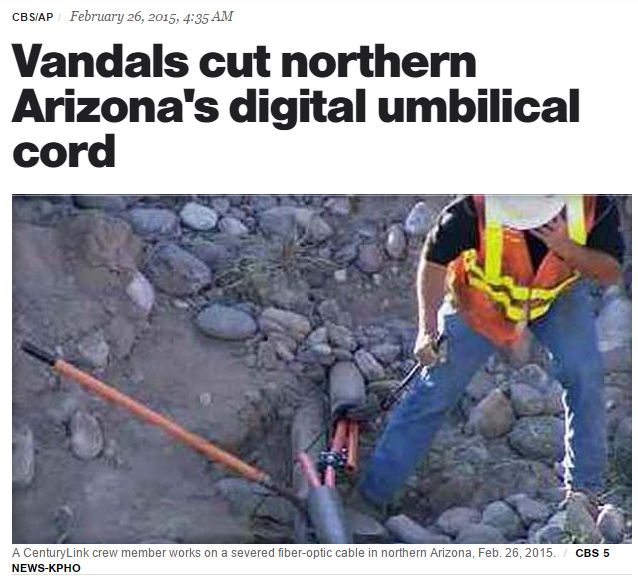 CBS/AP / February 26, 2015, 4:35 AM
Vandals cut northern
Arizona's digital umbilical
cord
A CenturyLink crew member works on a severed fiber-optic cable in northern Arizona, Feb. 26, 2015. / CBS 5
NEWS-KPHO